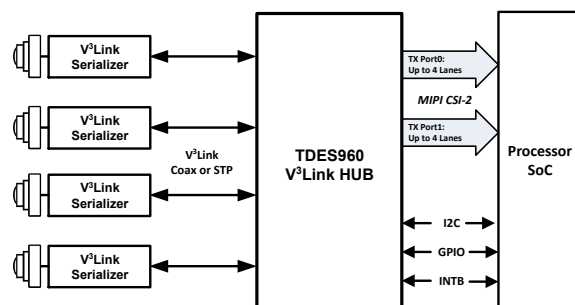 V³Link
Serializer
V³Link
Serializer
V³Link
Coax or STP
V³Link
Serializer
V³Link
Serializer
TDES960
V³Link HUB
TX Port0:
Up to 4 Lanes
MIPI CSI-2
TX Port1:
Up to 4 Lanes
I2C
GPIO
INTB
Processor
SoC